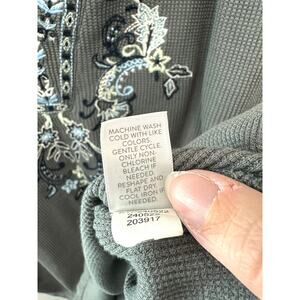 MACHINE WASH
COLD WITH LIKE
COLORS.
GENTLE CYCLE.
ONLY NON-
CHLORINE
BLEACH IF
NEEDED.
RESHAPE AND
FLAT DRY.
COOL IRON IF
NEEDED.
203917